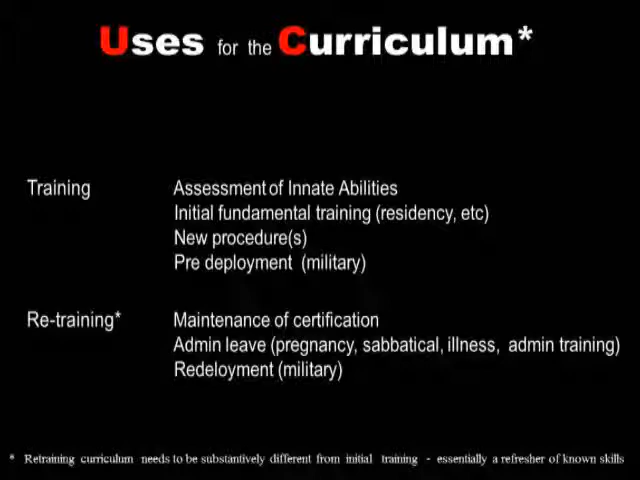 Uses for the Curriculum*
Training
Assessment of Innate Abilities
Initial fundamental training (residency, etc)
New procedure(s)
Pre deployment (military)
Re-training*
Maintenance of certification
Admin leave (pregnancy, sabbatical, illness, admin training)
Redeloyment (military)
* Retraining curriculum needs to be substantively different from initial training - essentially a refresher of known skills